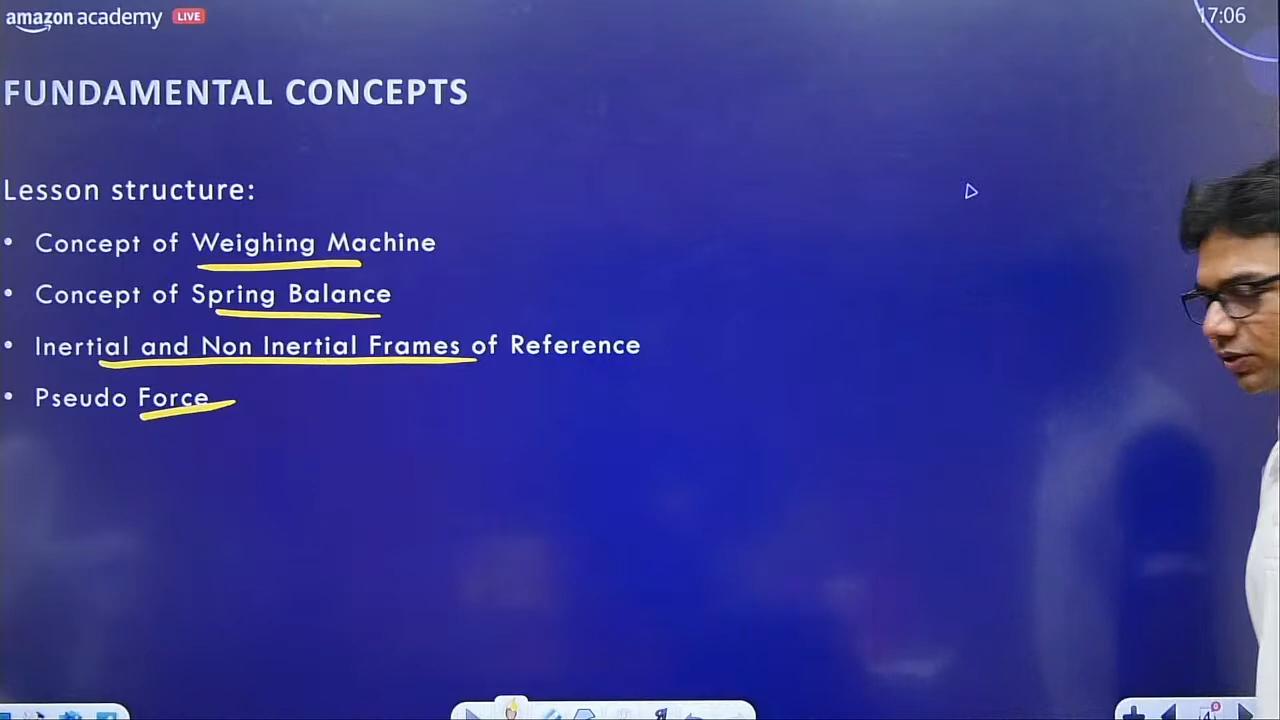 amazon academy LIVE
17:06
FUNDAMENTAL CONCEPTS
Lesson structure:
• Concept of Weighing Machine
• Concept of Spring Balance
• Inertial and Non Inertial Frames of Reference
• Pseudo Force